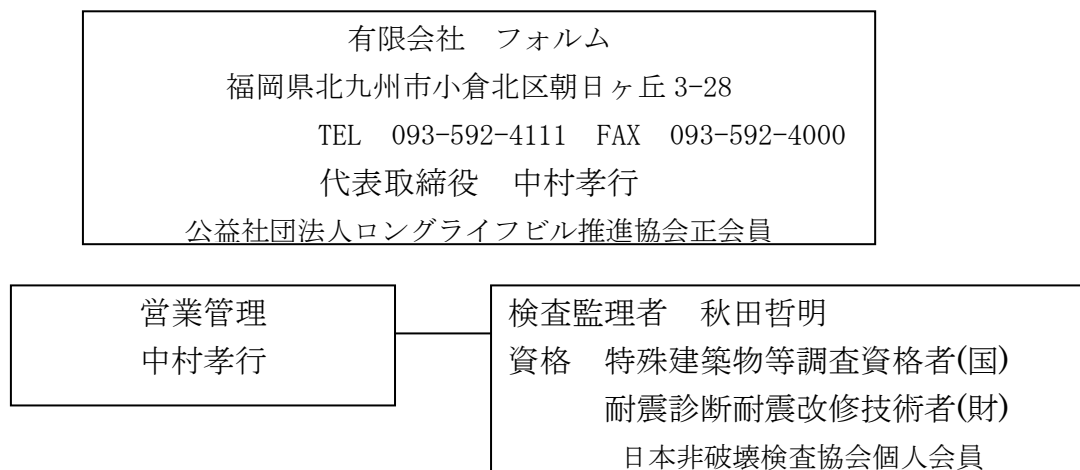 有限会社　フォルム
福岡県北九州市小倉北区朝日ヶ丘 3-28
TEL　093-592-4111　FAX　093-592-4000
代表取締役　中村孝行
公益社団法人ロングライフビル推進協会正会員
営業管理
中村孝行
検査監理者　秋田哲明
資格　特殊建築物等調査資格者(国)
耐震診断耐震改修技術者(財)
日本非破壊検査協会個人会員